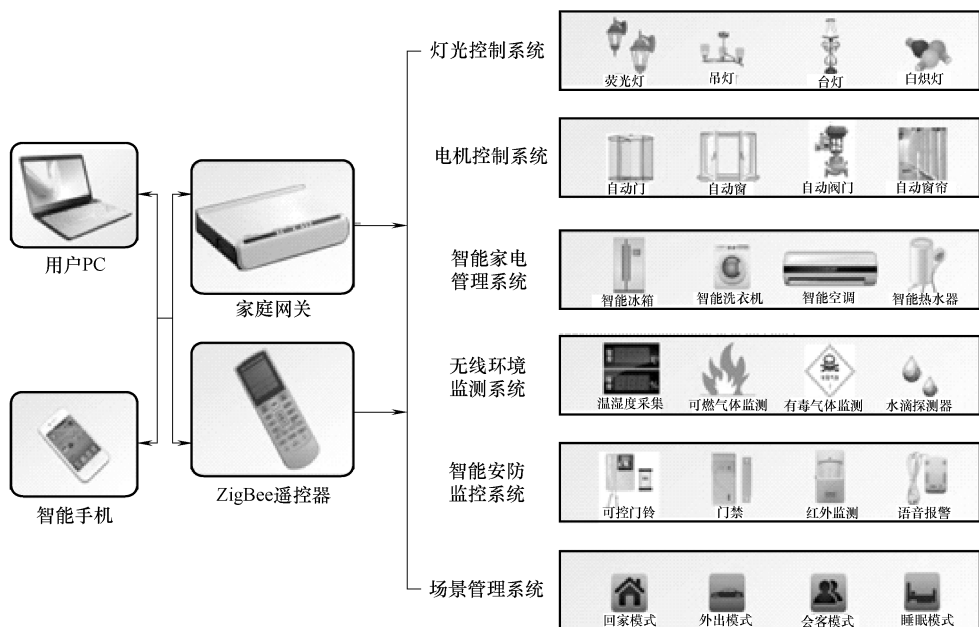 灯光控制系统
荧光灯 吊灯 台灯 白炽灯
电机控制系统
自动门 自动窗 自动阀门 自动窗帘
用户PC
家庭网关
智能家电
管理系统
智能冰箱 智能洗衣机 智能空调 智能热水器
无线环境
监测系统
温湿度采集 可燃气体监测 有毒气体监测 水滴探测器
智能手机
ZigBee遥控器
智能安防
监控系统
可控门铃 门禁 红外监测 语音报警
场景管理系统
回家模式 外出模式 会客模式 睡眠模式